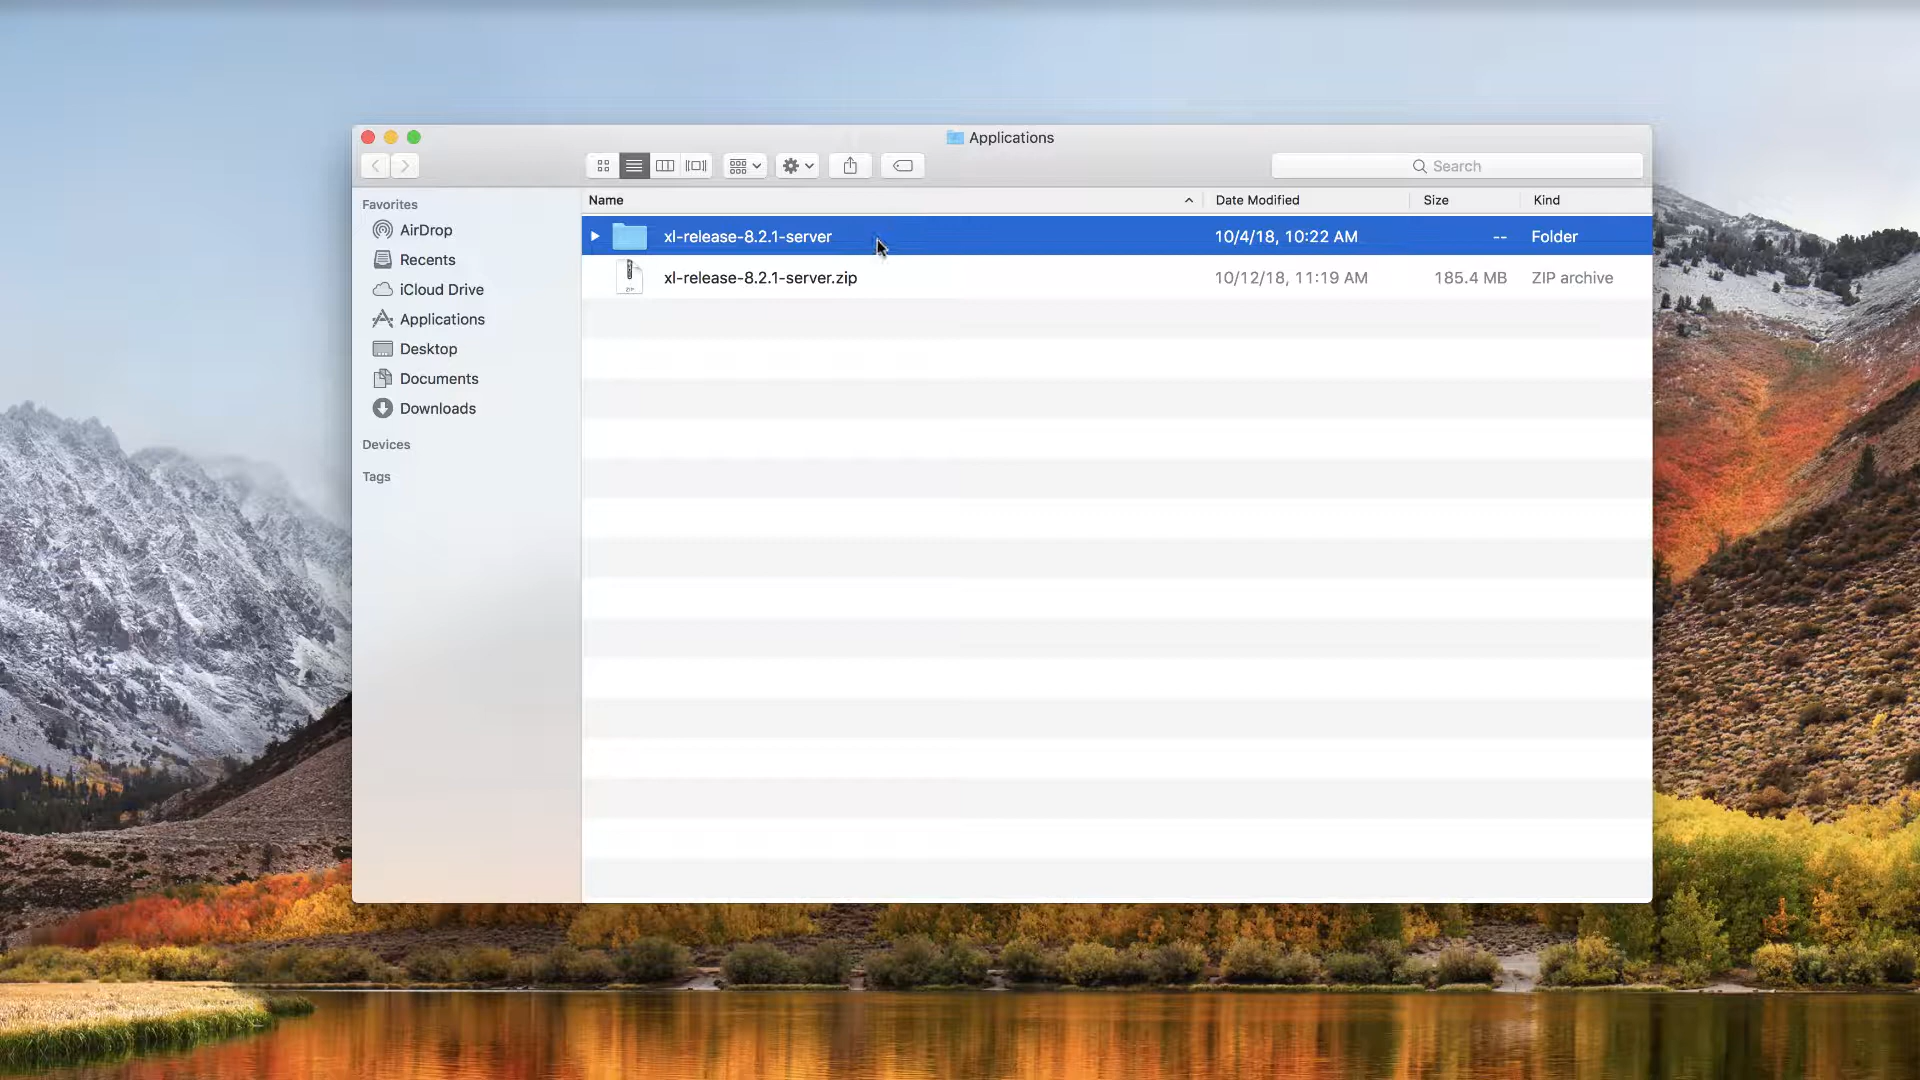 Applications
Search
Favorites
AirDrop
Recents
iCloud Drive
Applications
Desktop
Documents
Downloads
Devices
Tags
Name Date Modified Size Kind
xl-release-8.2.1-server 10/4/18, 10:22 AM -- Folder
xl-release-8.2.1-server.zip 10/12/18, 11:19 AM 185.4 MB ZIP archive
ZIP